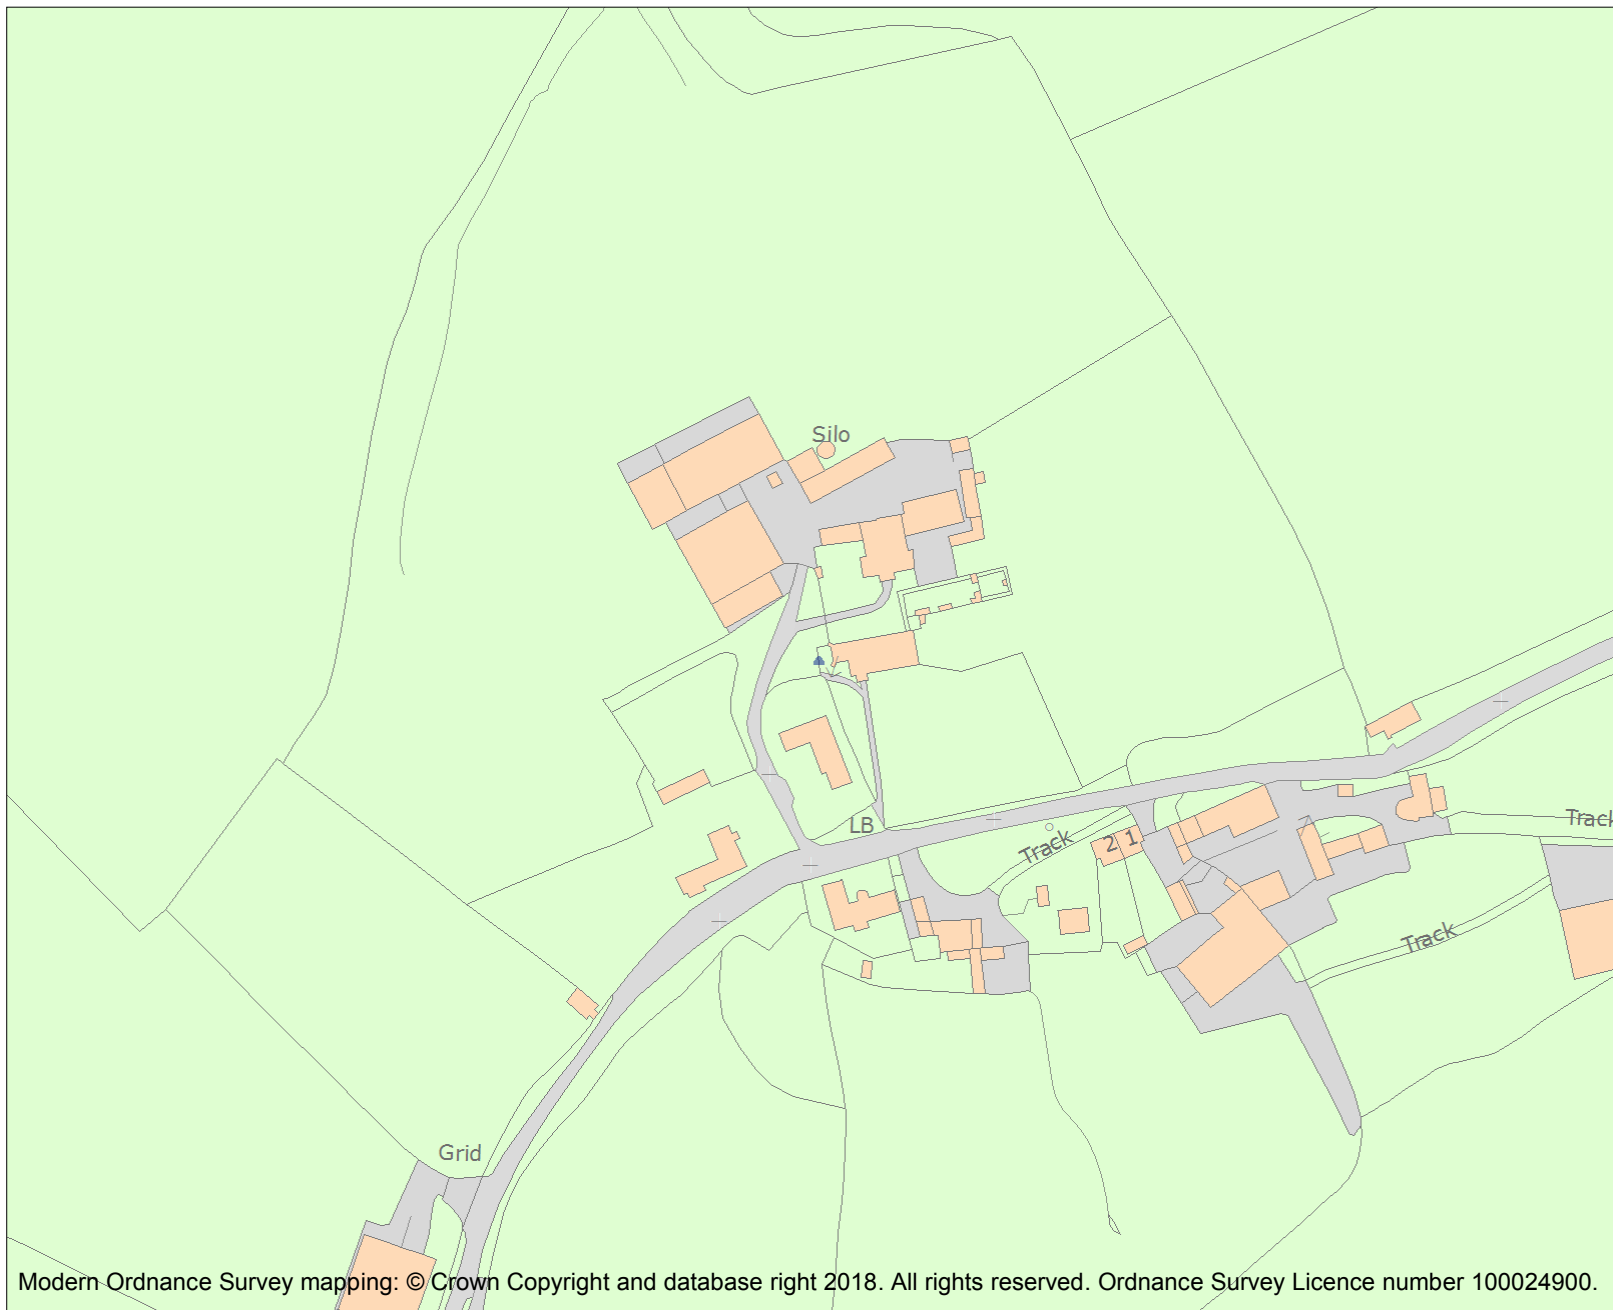 Silo
LB
Track
2 1
Track
Track
Grid
Modern Ordnance Survey mapping: © Crown Copyright and database right 2018. All rights reserved. Ordnance Survey Licence number 100024900.